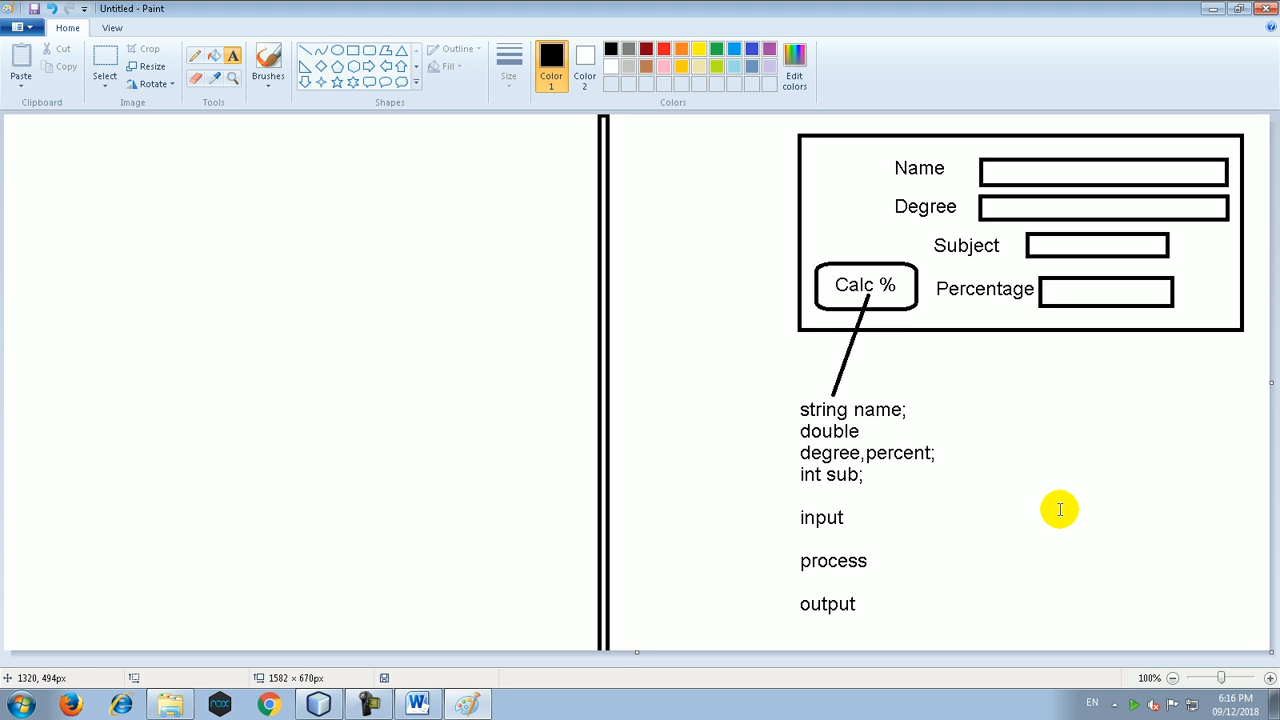 Untitled - Paint
Home
View
Paste
Cut
Copy
Clipboard
Select
Crop
Resize
Rotate
Image
A
Tools
Brushes
Outline
Fill
Shapes
Size
Color
1
Color
2
Edit
colors
Colors
Name
Degree
Subject
Calc %
Percentage
string name;
double
degree,percent;
int sub;
input
process
output
1320, 494px
1582 × 670px
100%
nox
W
EN
6:16 PM
09/12/2018